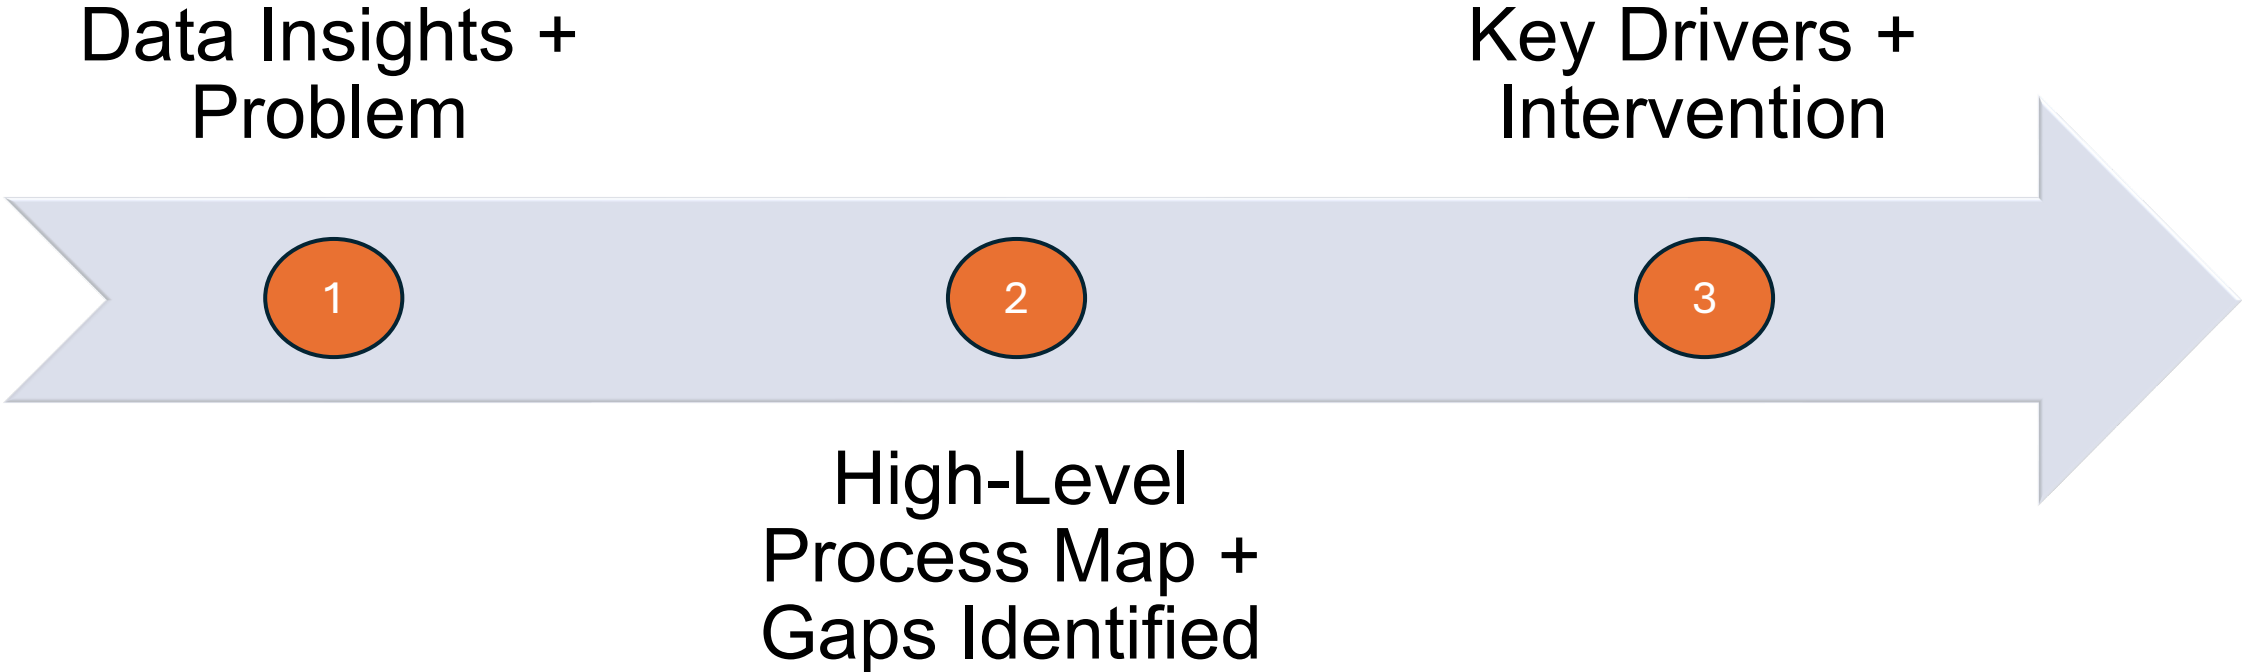 Data Insights +
Problem
Key Drivers +
Intervention
1
2
3
High-Level
Process Map +
Gaps Identified